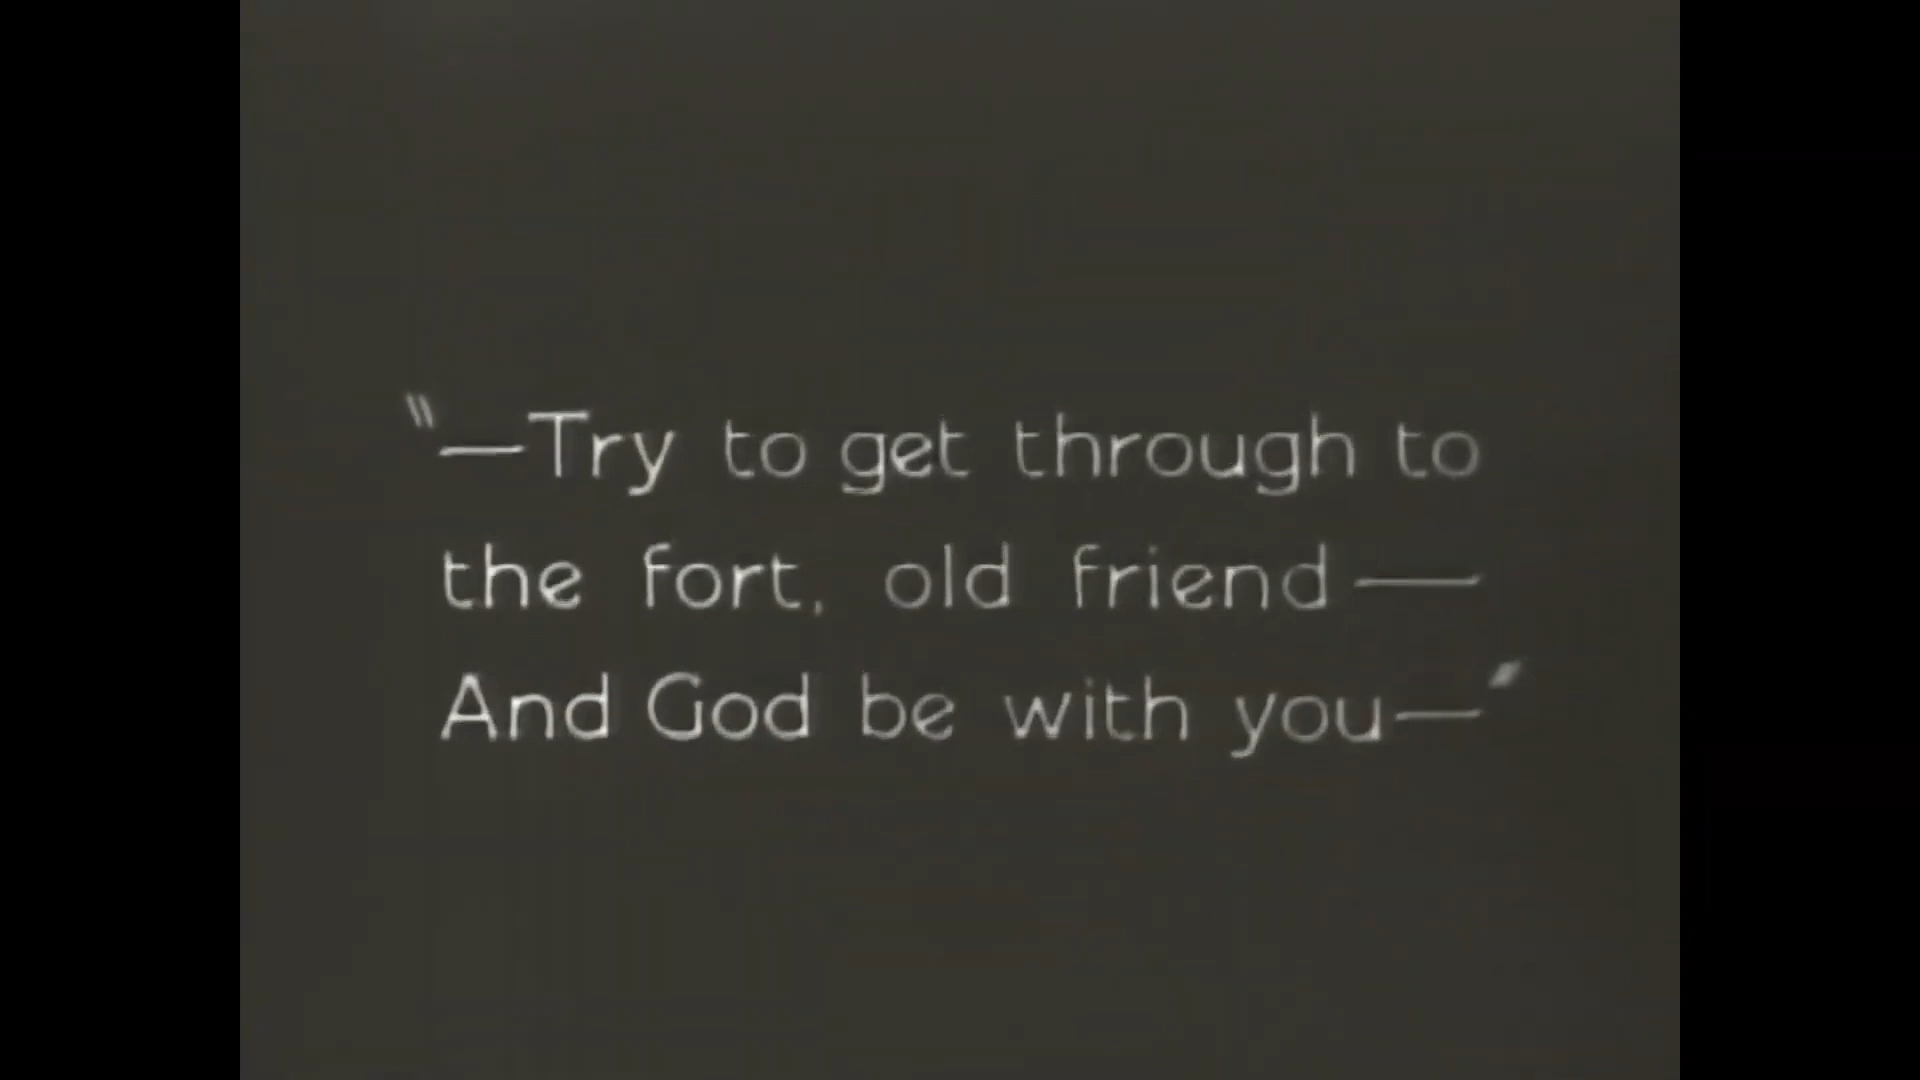 "—Try to get through to
the fort, old friend —
And God be with you—"